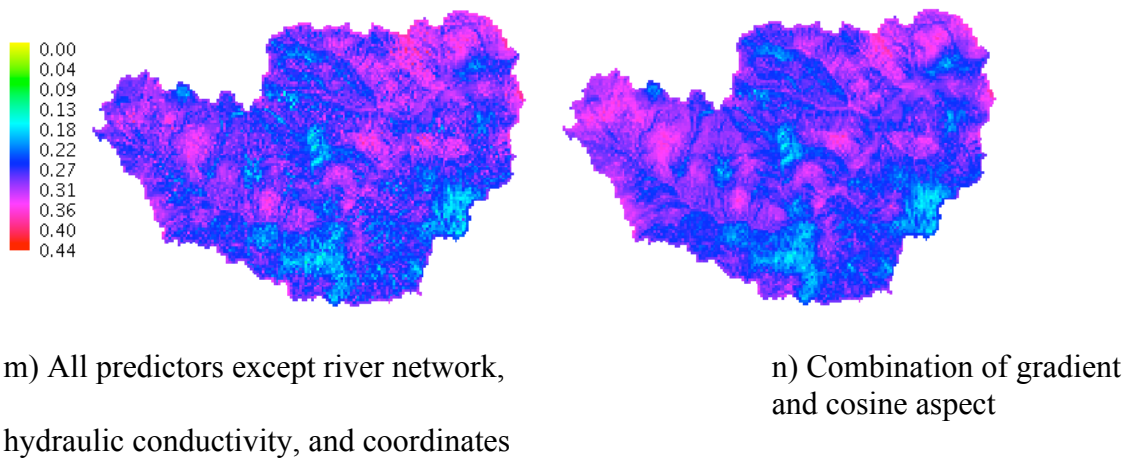 0.00
0.04
0.09
0.13
0.18
0.22
0.27
0.31
0.36
0.40
0.44
m) All predictors except river network,
hydraulic conductivity, and coordinates
n) Combination of gradient
and cosine aspect